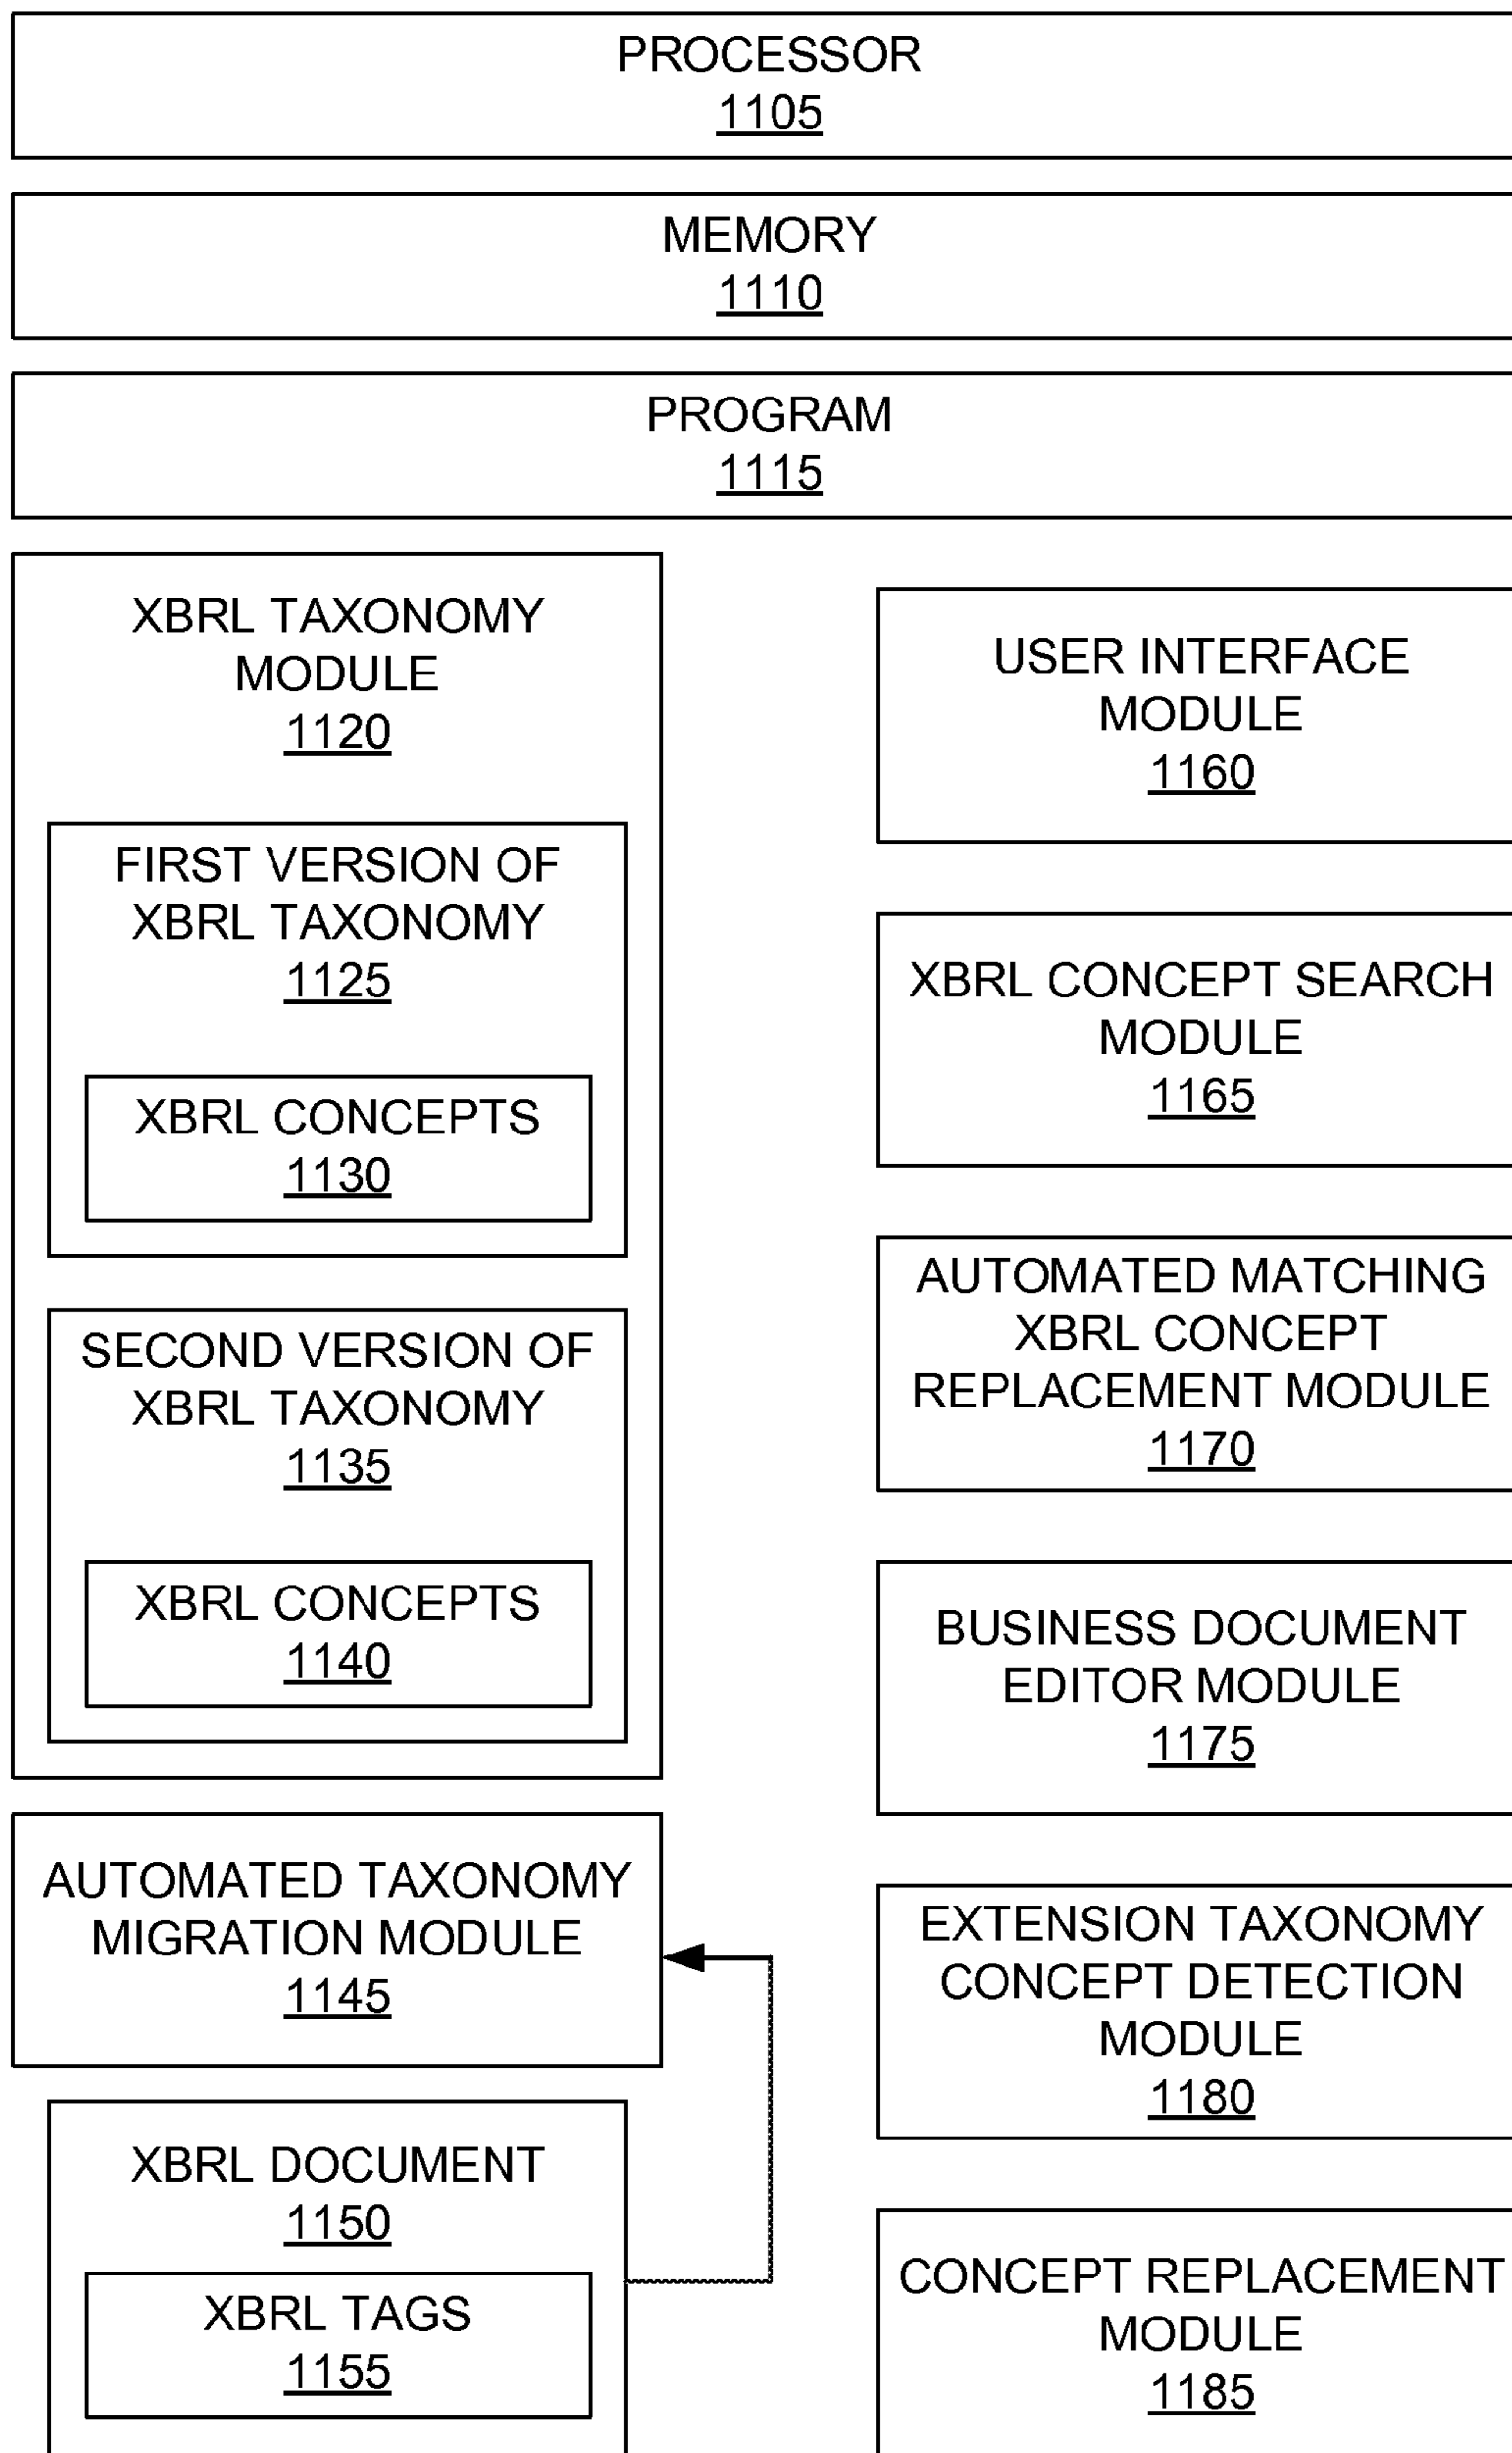 PROCESSOR
1105
MEMORY
1110
PROGRAM
1115
XBRL TAXONOMY
MODULE
1120
FIRST VERSION OF
XBRL TAXONOMY
1125
XBRL CONCEPTS
1130
SECOND VERSION OF
XBRL TAXONOMY
1135
XBRL CONCEPTS
1140
AUTOMATED TAXONOMY
MIGRATION MODULE
1145
XBRL DOCUMENT
1150
XBRL TAGS
1155
USER INTERFACE
MODULE
1160
XBRL CONCEPT SEARCH
MODULE
1165
AUTOMATED MATCHING
XBRL CONCEPT
REPLACEMENT MODULE
1170
BUSINESS DOCUMENT
EDITOR MODULE
1175
EXTENSION TAXONOMY
CONCEPT DETECTION
MODULE
1180
CONCEPT REPLACEMENT
MODULE
1185